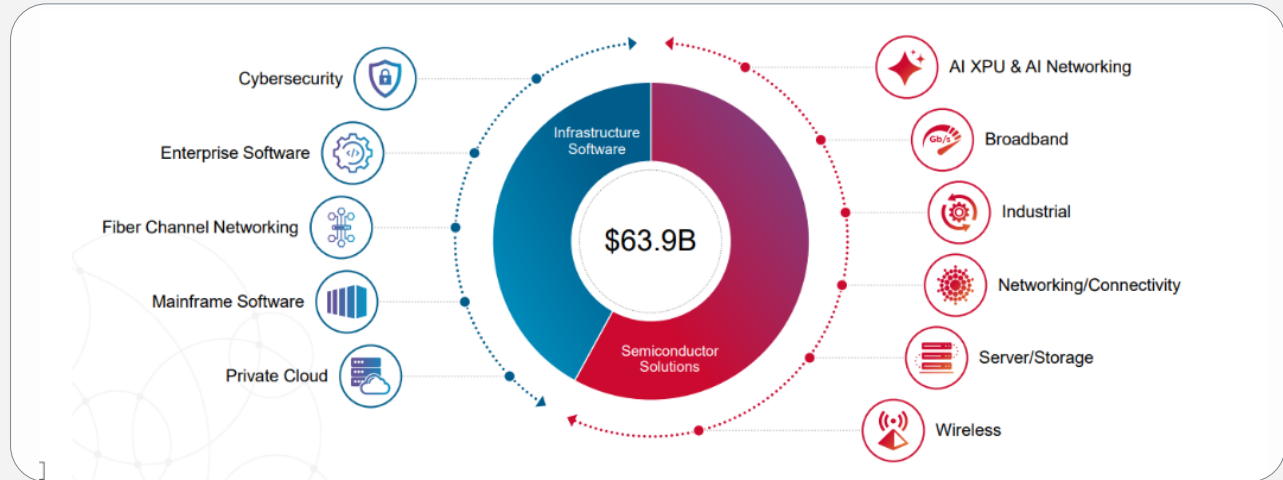 Cybersecurity
Enterprise Software
Fiber Channel Networking
Mainframe Software
Private Cloud
Infrastructure
Software
$63.9B
Semiconductor
Solutions
AI XPU & AI Networking
Gb/s
Broadband
Industrial
Networking/Connectivity
Server/Storage
Wireless
]